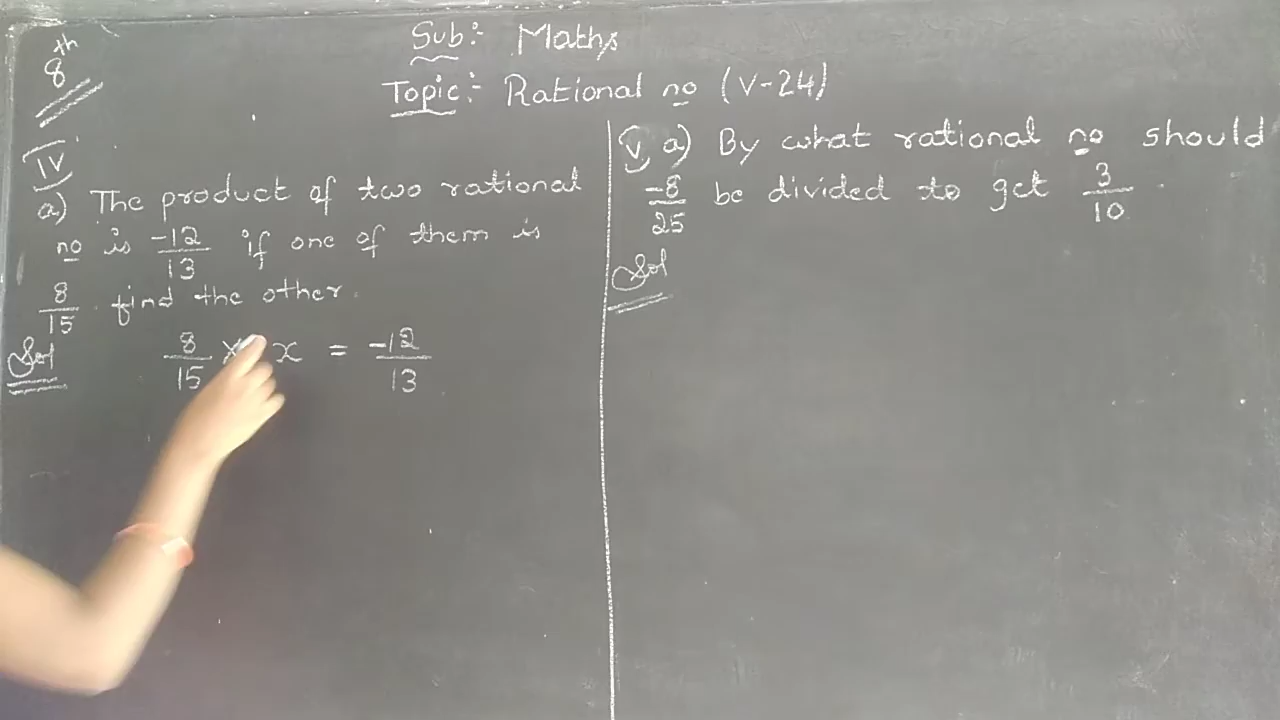 8th
Sub:- Maths
Topic:- Rational no (V-24)
IV
a) The product of two rational
no is -12/13 if one of them is
8/15 . find the other.
Sol
8/15 × x = -12/13
V a) By what rational no should
-8/25 be divided to get 3/10 .
Sol